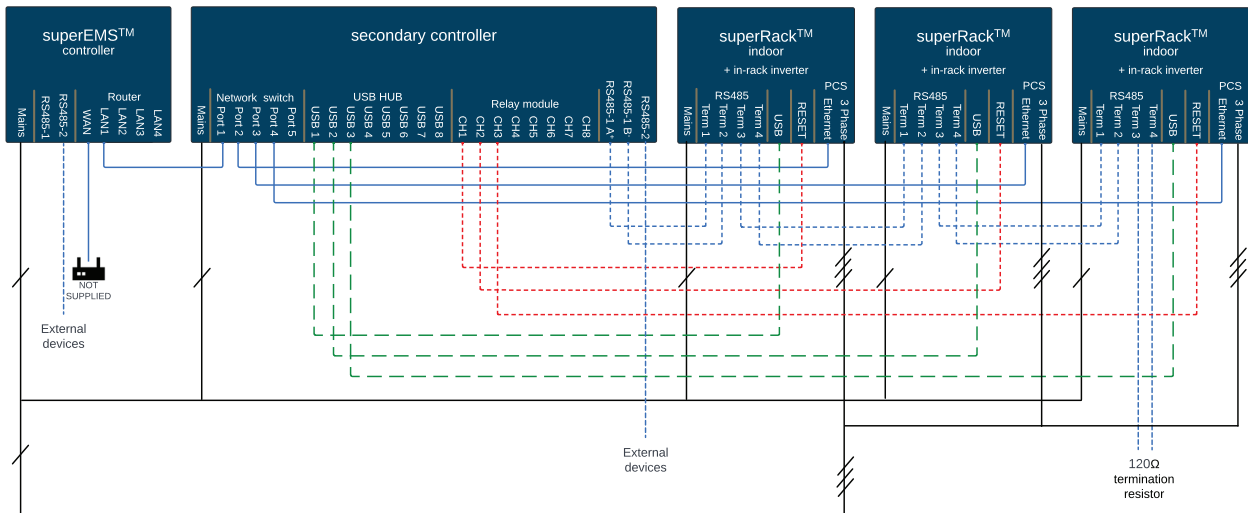 superEMS™
controller
Router
Mains
RS485-1
RS485-2
WAN
LAN1
LAN2
LAN3
LAN4
secondary controller
Network switch
USB HUB
Relay module
Mains
Port 1
Port 2
Port 3
Port 4
Port 5
USB 1
USB 2
USB 3
USB 4
USB 5
USB 6
USB 7
USB 8
CH1
CH2
CH3
CH4
CH5
CH6
CH7
CH8
RS485-1 A+
RS485-1 B-
RS485-2
superRack™
indoor
+ in-rack inverter
PCS
RS485
Mains
Term 1
Term 2
Term 3
Term 4
USB
RESET
Ethernet
3 Phase
superRack™
indoor
+ in-rack inverter
PCS
RS485
Mains
Term 1
Term 2
Term 3
Term 4
USB
RESET
Ethernet
3 Phase
superRack™
indoor
+ in-rack inverter
PCS
RS485
Mains
Term 1
Term 2
Term 3
Term 4
USB
RESET
Ethernet
3 Phase
NOT
SUPPLIED
External
devices
External
devices
120Ω
termination
resistor